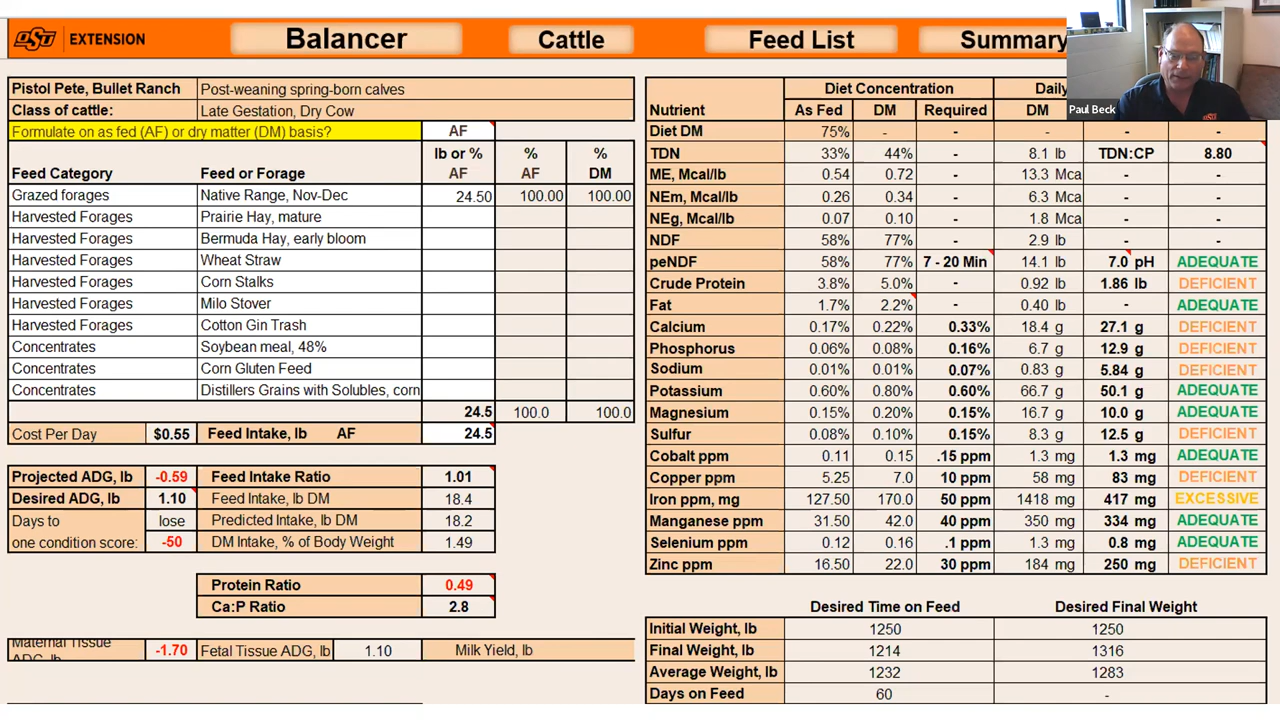 OSU | EXTENSION Balancer Cattle Feed List Summary
Paul Beck
Pistol Pete, Bullet Ranch Post-weaning spring-born calves
Class of cattle: Late Gestation, Dry Cow
Formulate on as fed (AF) or dry matter (DM) basis? AF
lb or % % %
Feed Category Feed or Forage AF AF DM
Grazed forages Native Range, Nov-Dec 24.50 100.00 100.00
Harvested Forages Prairie Hay, mature
Harvested Forages Bermuda Hay, early bloom
Harvested Forages Wheat Straw
Harvested Forages Corn Stalks
Harvested Forages Milo Stover
Harvested Forages Cotton Gin Trash
Concentrates Soybean meal, 48%
Concentrates Corn Gluten Feed
Concentrates Distillers Grains with Solubles, corn
24.5 100.0 100.0
Cost Per Day $0.55 Feed Intake, lb AF 24.5
Projected ADG, lb -0.59 Feed Intake Ratio 1.01
Desired ADG, lb 1.10 Feed Intake, lb DM 18.4
Days to lose Predicted Intake, lb DM 18.2
one condition score: -50 DM Intake, % of Body Weight 1.49
Protein Ratio 0.49
Ca:P Ratio 2.8
Maternal Tissue
ADG, lb -1.70 Fetal Tissue ADG, lb 1.10 Milk Yield, lb
Diet Concentration Daily
Nutrient As Fed DM Required DM
Diet DM 75% - - - - -
TDN 33% 44% - 8.1 lb TDN:CP 8.80
ME, Mcal/lb 0.54 0.72 - 13.3 Mca - -
NEm, Mcal/lb 0.26 0.34 - 6.3 Mca - -
NEg, Mcal/lb 0.07 0.10 - 1.8 Mca - -
NDF 58% 77% - 2.9 lb - -
peNDF 58% 77% 7 - 20 Min 14.1 lb 7.0 pH ADEQUATE
Crude Protein 3.8% 5.0% - 0.92 lb 1.86 lb DEFICIENT
Fat 1.7% 2.2% - 0.40 lb - ADEQUATE
Calcium 0.17% 0.22% 0.33% 18.4 g 27.1 g DEFICIENT
Phosphorus 0.06% 0.08% 0.16% 6.7 g 12.9 g DEFICIENT
Sodium 0.01% 0.01% 0.07% 0.83 g 5.84 g DEFICIENT
Potassium 0.60% 0.80% 0.60% 66.7 g 50.1 g ADEQUATE
Magnesium 0.15% 0.20% 0.15% 16.7 g 10.0 g ADEQUATE
Sulfur 0.08% 0.10% 0.15% 8.3 g 12.5 g DEFICIENT
Cobalt ppm 0.11 0.15 .15 ppm 1.3 mg 1.3 mg ADEQUATE
Copper ppm 5.25 7.0 10 ppm 58 mg 83 mg DEFICIENT
Iron ppm, mg 127.50 170.0 50 ppm 1418 mg 417 mg EXCESSIVE
Manganese ppm 31.50 42.0 40 ppm 350 mg 334 mg ADEQUATE
Selenium ppm 0.12 0.16 .1 ppm 1.3 mg 0.8 mg ADEQUATE
Zinc ppm 16.50 22.0 30 ppm 184 mg 250 mg DEFICIENT
Desired Time on Feed Desired Final Weight
Initial Weight, lb 1250 1250
Final Weight, lb 1214 1316
Average Weight, lb 1232 1283
Days on Feed 60 -